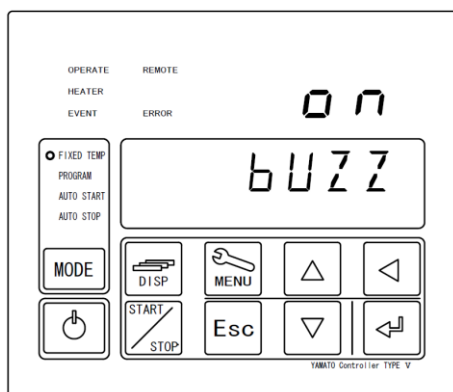 OPERATE REMOTE
HEATER
EVENT ERROR
on
FIXED TEMP
PROGRAM
AUTO START
AUTO STOP
bUZZ
MODE
DISP
MENU
START/STOP
Esc
YAMATO Controller TYPE V